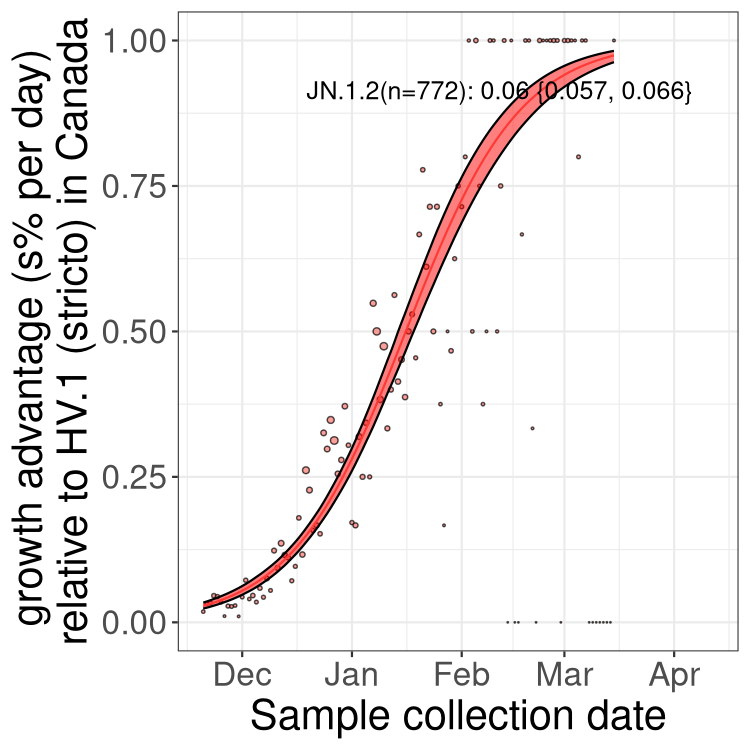 growth advantage (s% per day)
relative to HV.1 (stricto) in Canada
1.00
0.75
0.50
0.25
0.00
JN.1.2(n=772): 0.06 {0.057, 0.066}
Dec Jan Feb Mar Apr
Sample collection date